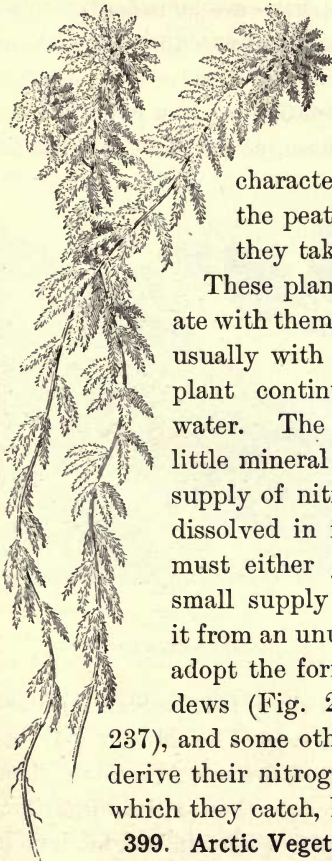 characte
the peat
they tak
These plan
ate with them
usually with
plant contin
water. The
little mineral
supply of nit
dissolved in
must either
small supply
it from an unu
adopt the for
dews (Fig. 2
237), and some oth
derive their nitrog
which they catch,
399. Arctic Veget